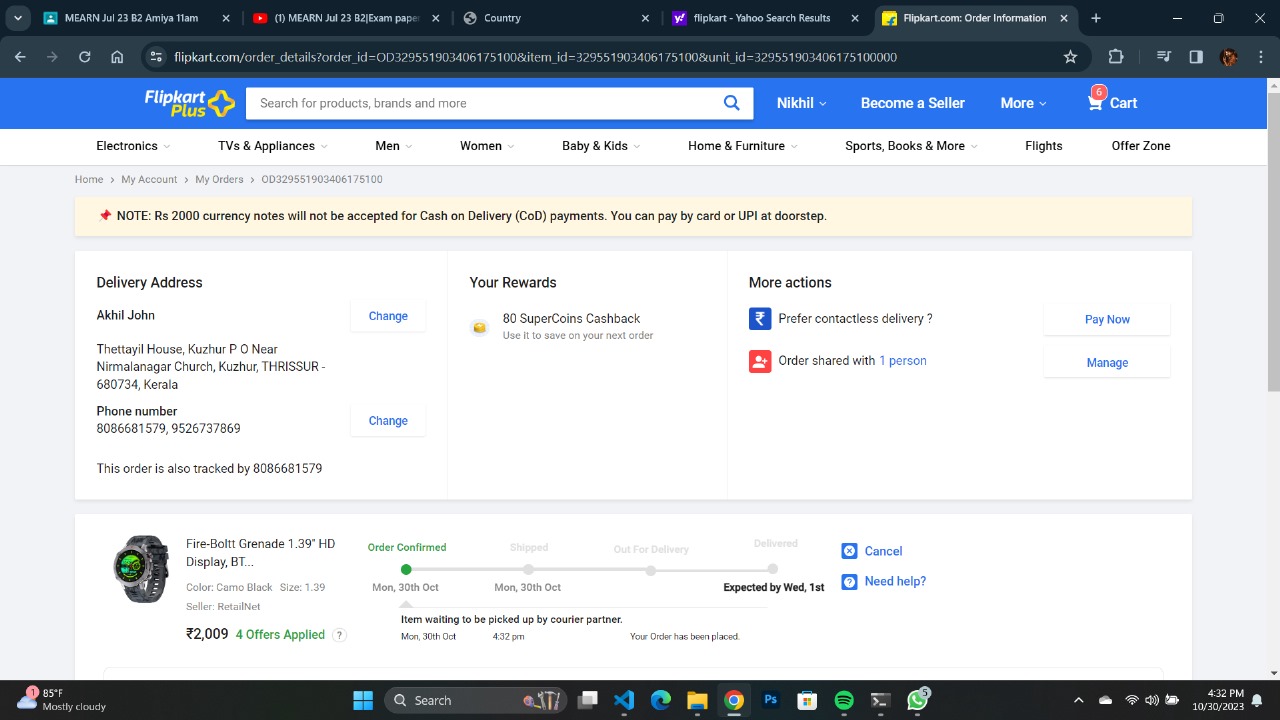 MEARN Jul 23 B2 Amiya 11am
(1) MEARN Jul 23 B2|Exam paper
Country
flipkart - Yahoo Search Results
Flipkart.com: Order Information
flipkart.com/order_details?order_id=OD329551903406175100&item_id=329551903406175100&unit_id=329551903406175100000
Flipkart Plus
Search for products, brands and more
Nikhil
Become a Seller
More
6
Cart
Electronics
TVs & Appliances
Men
Women
Baby & Kids
Home & Furniture
Sports, Books & More
Flights
Offer Zone
Home > My Account > My Orders > OD329551903406175100
NOTE: Rs 2000 currency notes will not be accepted for Cash on Delivery (CoD) payments. You can pay by card or UPI at doorstep.
Delivery Address
Akhil John
Change
Thettayil House, Kuzhur P O Near
Nirmalanagar Church, Kuzhur, THRISSUR -
680734, Kerala
Phone number
8086681579, 9526737869
Change
This order is also tracked by 8086681579
Your Rewards
80 SuperCoins Cashback
Use it to save on your next order
More actions
₹ Prefer contactless delivery ?
Pay Now
Order shared with 1 person
Manage
Fire-Boltt Grenade 1.39" HD
Display, BT...
Color: Camo Black Size: 1.39
Seller: RetailNet
₹2,009 4 Offers Applied ?
Order Confirmed
Shipped
Out For Delivery
Delivered
Mon, 30th Oct
Mon, 30th Oct
Expected by Wed, 1st
Item waiting to be picked up by courier partner.
Mon, 30th Oct 4:32 pm Your Order has been placed.
Cancel
? Need help?
1
85°F
Mostly cloudy
Search
Ps
5
4:32 PM
10/30/2023